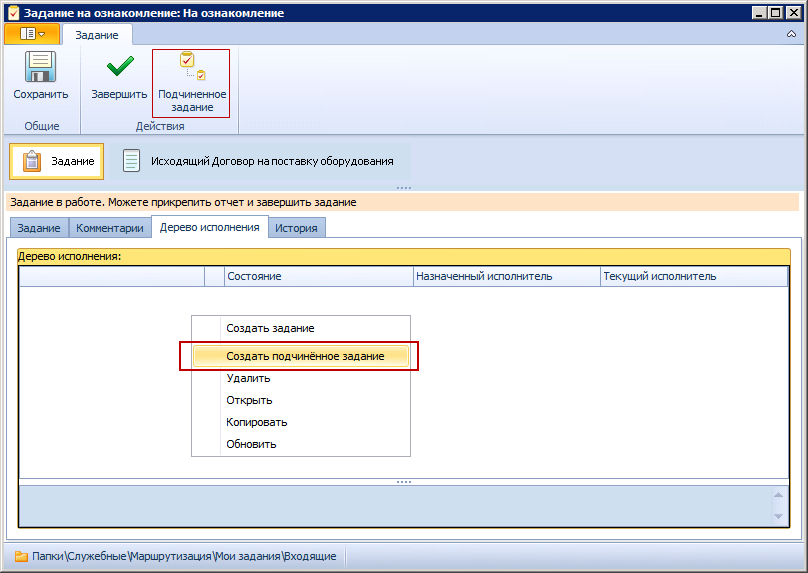 Задание на ознакомление: На ознакомление
Задание
Сохранить
Завершить
Подчиненное
задание
Общие
Действия
Задание
Исходящий Договор на поставку оборудования
Задание в работе. Можете прикрепить отчет и завершить задание
Задание
Комментарии
Дерево исполнения
История
Дерево исполнения:
Состояние
Назначенный исполнитель
Текущий исполнитель
Создать задание
Создать подчинённое задание
Удалить
Открыть
Копировать
Обновить
Папки\Служебные\Маршрутизация\Мои задания\Входящие